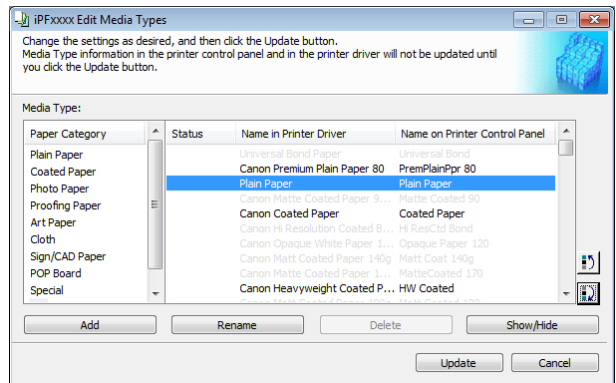 iPFxxxx Edit Media Types
Change the settings as desired, and then click the Update button.
Media Type information in the printer control panel and in the printer driver will not be updated until
you click the Update button.
Media Type:
Paper Category Status Name in Printer Driver Name on Printer Control Panel
Plain Paper
Coated Paper
Photo Paper
Proofing Paper
Art Paper
Cloth
Sign/CAD Paper
POP Board
Special
Universal Bond Paper Universal Bond
Canon Premium Plain Paper 80 PremPlainPpr 80
Plain Paper Plain Paper
Canon Matte Coated Paper 9... Matte Coated 90
Canon Coated Paper Coated Paper
Canon Hi Resolution Coated B... Hi ResCtd Bond
Canon Opaque White Paper 1... Opaque Paper 120
Canon Matt Coated Paper 140g Matt Coat 140g
Canon Matte Coated Paper 1... MatteCoated 170
Canon Heavyweight Coated P... HW Coated
Add Rename Delete Show/Hide
Update Cancel